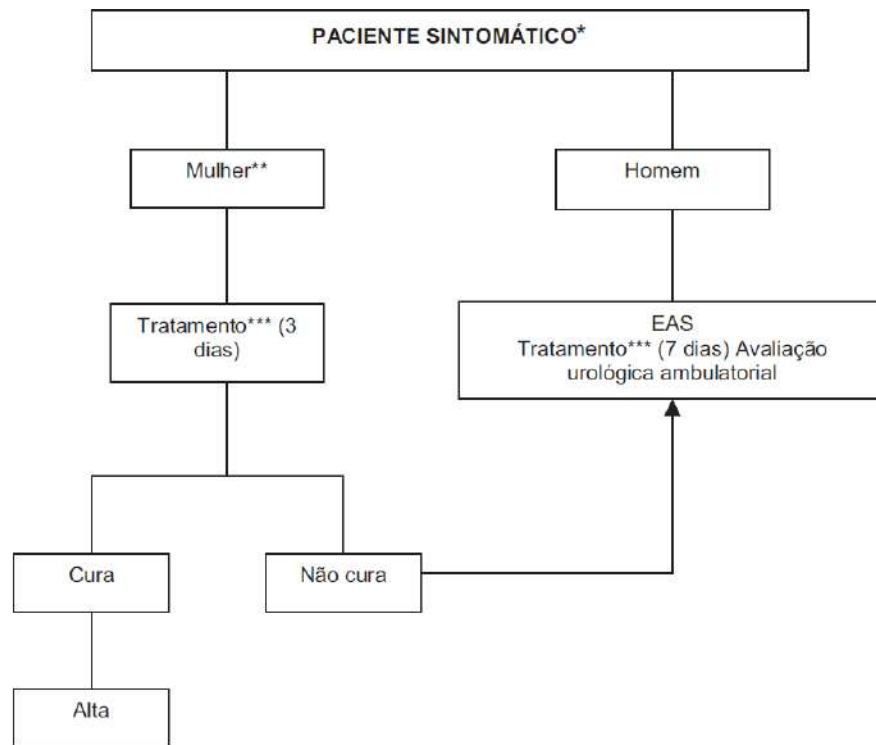 PACIENTE SINTOMÁTICO*
Mulher**
Homem
Tratamento*** (3
dias)
EAS
Tratamento*** (7 dias) Avaliação
urológica ambulatorial
Cura
Não cura
Alta